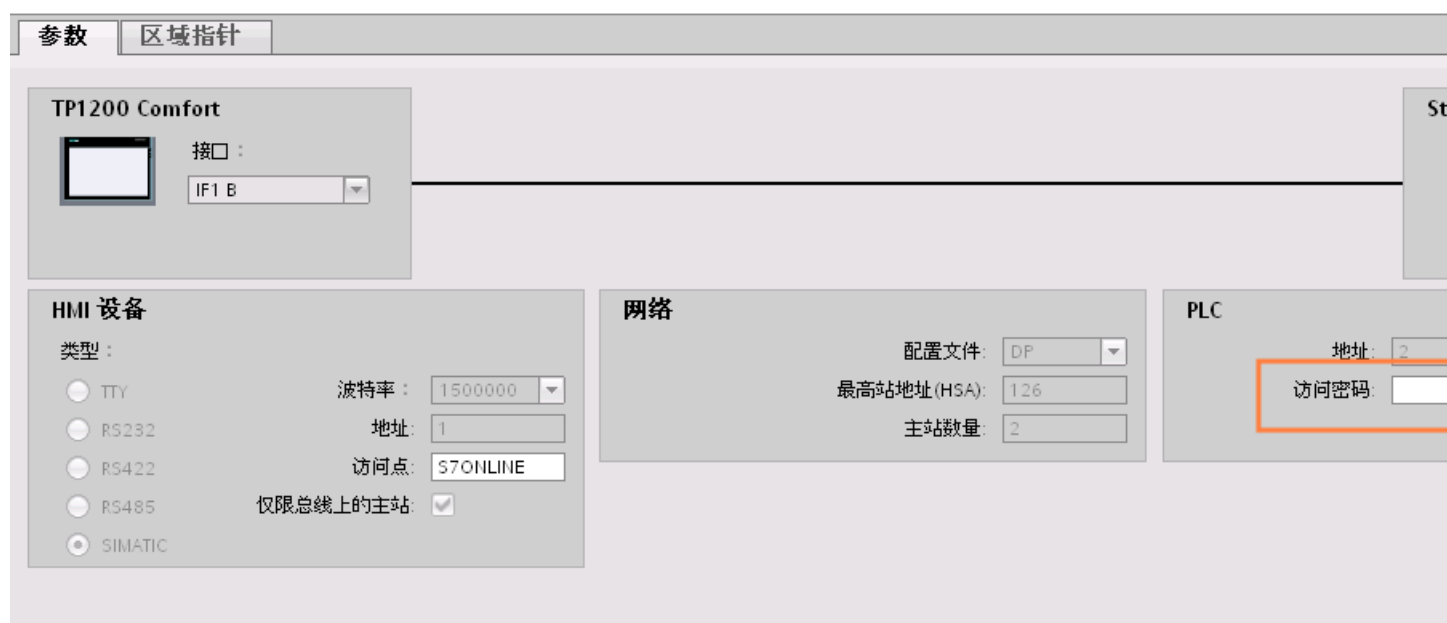 参数 区域指针
TP1200 Comfort
St
接口：
IF1 B
HMI 设备
类型：
TTY
RS232
RS422
RS485
SIMATIC
波特率： 1500000
地址: 1
访问点: S7ONLINE
仅限总线上的主站:
网络
配置文件: DP
最高站地址(HSA): 126
主站数量: 2
PLC
地址: 2
访问密码: